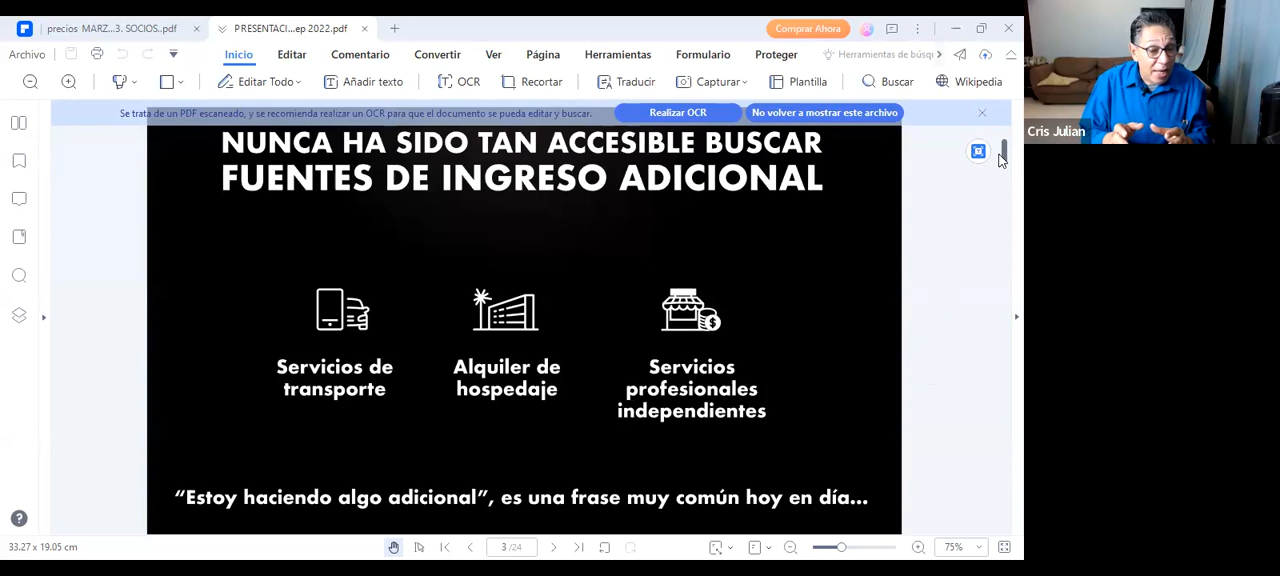 precios MARZ...3. SOCIOS..pdf
PRESENTACI...ep 2022.pdf
Comprar Ahora
Archivo
Inicio
Editar
Comentario
Convertir
Ver
Página
Herramientas
Formulario
Proteger
Herramientas de búsq
Editar Todo
Añadir texto
OCR
Recortar
Traducir
Capturar
Plantilla
Buscar
Wikipedia
Se trata de un PDF escaneado, y se recomienda realizar un OCR para que el documento se pueda editar y buscar.
Realizar OCR
No volver a mostrar este archivo
Cris Julian
NUNCA HA SIDO TAN ACCESIBLE BUSCAR
FUENTES DE INGRESO ADICIONAL
Servicios de
transporte
Alquiler de
hospedaje
Servicios
profesionales
independientes
“Estoy haciendo algo adicional”, es una frase muy común hoy en día...
33.27 x 19.05 cm
3 /24
75%